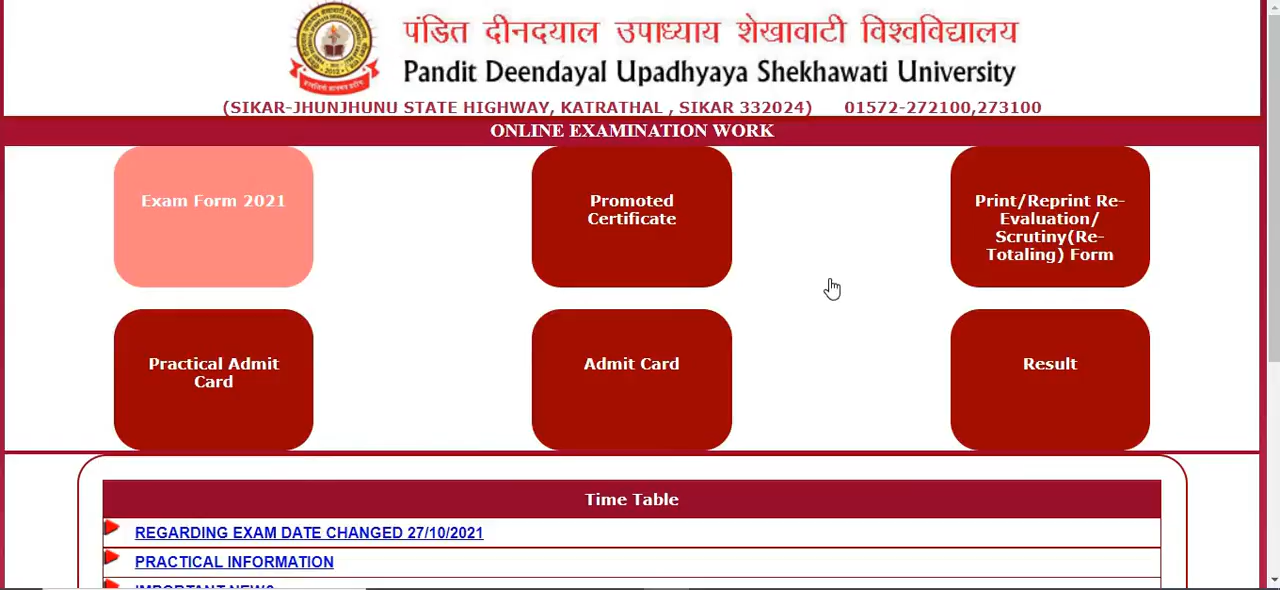 पंडित दीनदयाल उपाध्याय शेखावाटी विश्वविद्यालय
Pandit Deendayal Upadhyaya Shekhawati University
(SIKAR-JHUNJHUNU STATE HIGHWAY, KATRATHAL , SIKAR 332024) 01572-272100,273100
ONLINE EXAMINATION WORK
Exam Form 2021
Promoted
Certificate
Print/Reprint Re-
Evaluation/
Scrutiny(Re-
Totaling) Form
Practical Admit
Card
Admit Card
Result
Time Table
REGARDING EXAM DATE CHANGED 27/10/2021
PRACTICAL INFORMATION